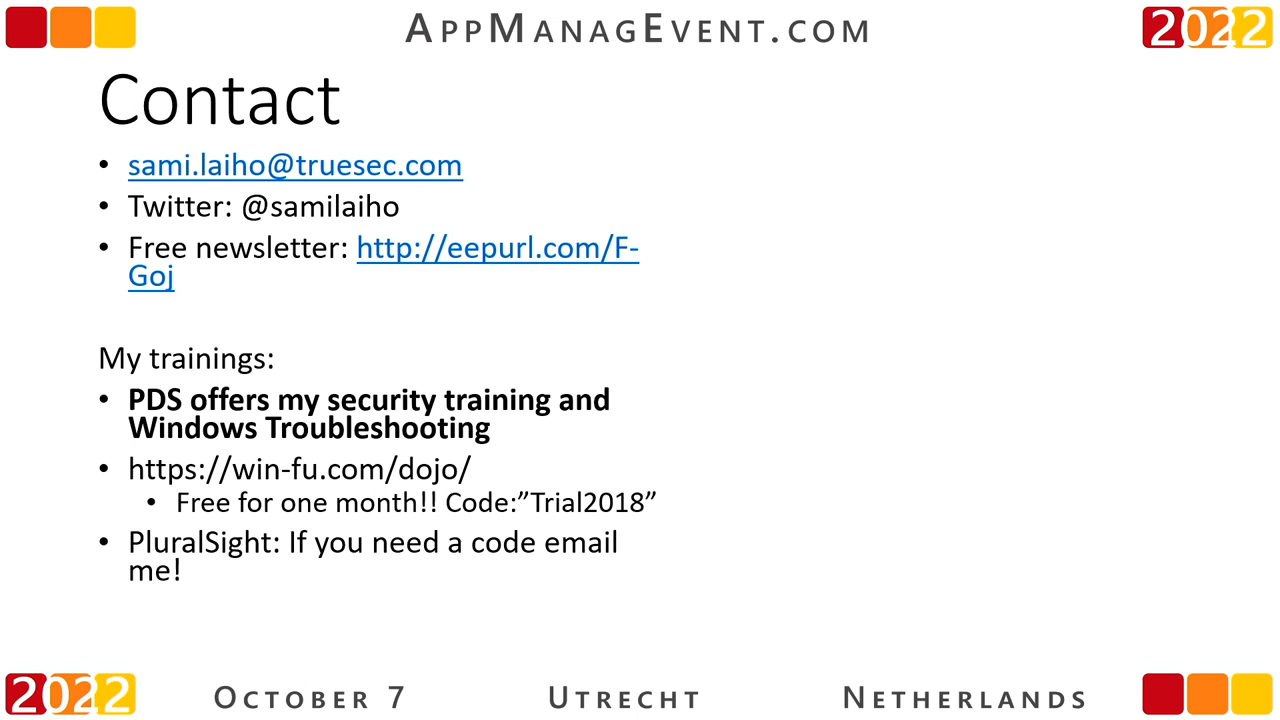 AppManagEvent.com
2022
Contact
• sami.laiho@truesec.com
• Twitter: @samilaiho
• Free newsletter: http://eepurl.com/F-
Goj
My trainings:
• PDS offers my security training and
Windows Troubleshooting
• https://win-fu.com/dojo/
• Free for one month!! Code:”Trial2018”
• PluralSight: If you need a code email
me!
2022
October 7
Utrecht
Netherlands